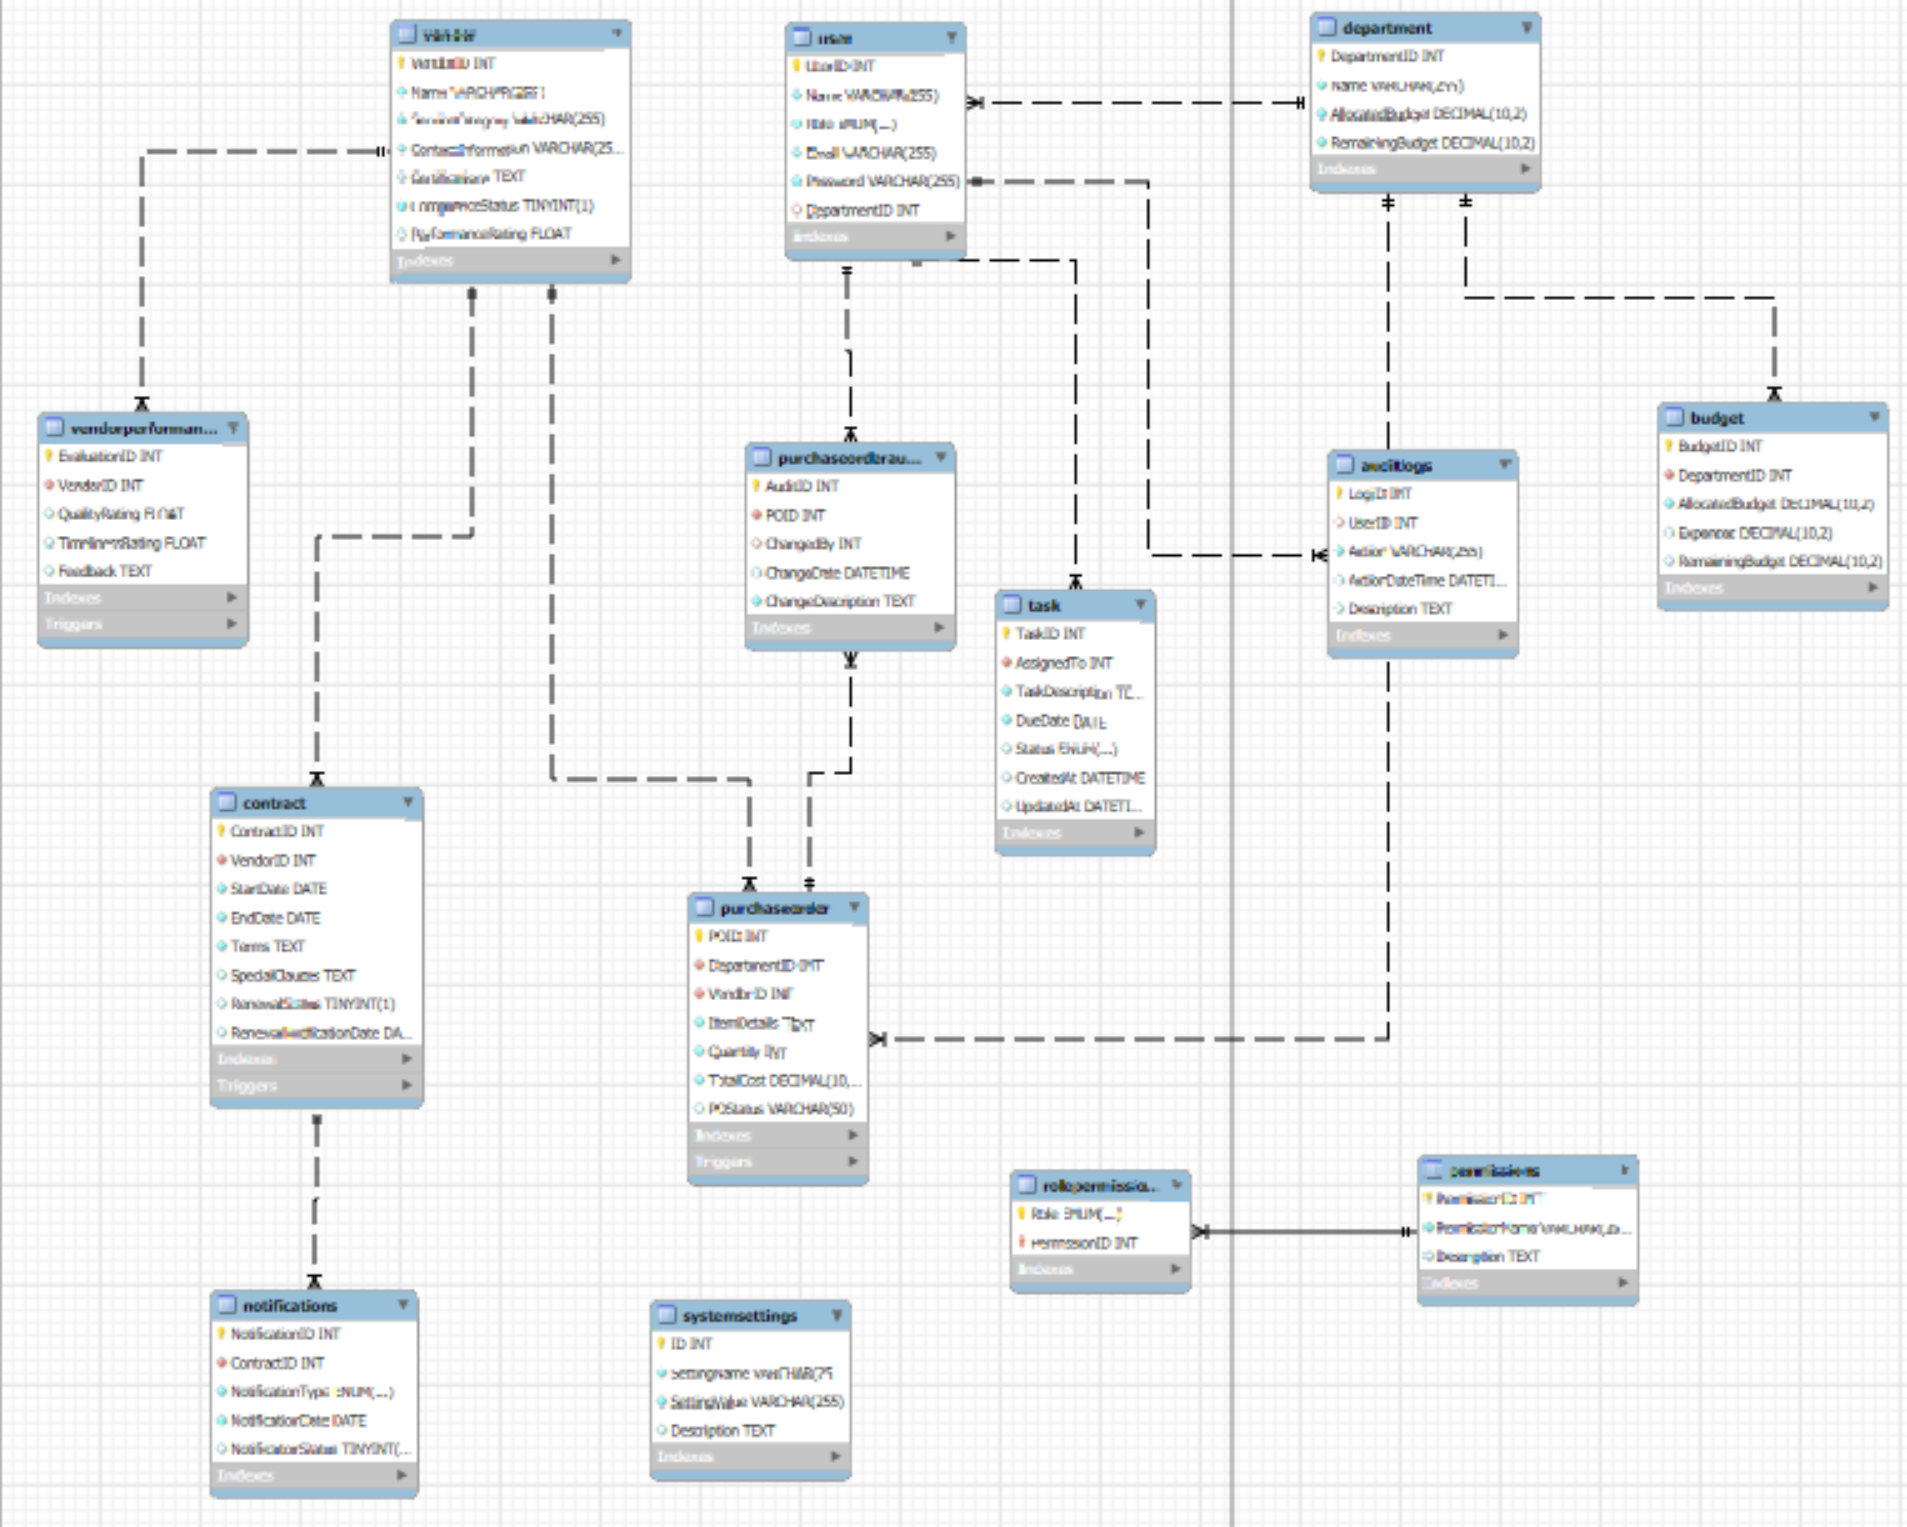 vendor
VendorID INT
Name VARCHAR(255)
VARCHAR(255)
ContactInformation VARCHAR(25...
Certifications TEXT
ComplianceStatus TINYINT(1)
PerformanceRating FLOAT
Indexes
user
UserID INT
Name VARCHAR(255)
Role ENUM(...)
Email VARCHAR(255)
Password VARCHAR(255)
DepartmentID INT
Indexes
department
DepartmentID INT
Name VARCHAR(255)
AllocatedBudget DECIMAL(10,2)
RemainingBudget DECIMAL(10,2)
Indexes
vendorperforman...
EvaluationID INT
VendorID INT
QualityRating FLOAT
TimelinessRating FLOAT
Feedback TEXT
Indexes
Triggers
purchaseorderau...
AuditID INT
POID INT
ChangedBy INT
ChangeDate DATETIME
ChangeDescription TEXT
Indexes
task
TaskID INT
AssignedTo INT
TaskDescription TE...
DueDate DATE
Status ENUM(...)
CreatedAt DATETIME
UpdatedAt DATETI...
Indexes
auditlogs
LogID INT
UserID INT
Action VARCHAR(255)
ActionDateTime DATETI...
Description TEXT
Indexes
budget
BudgetID INT
DepartmentID INT
AllocatedBudget DECIMAL(10,2)
Expenses DECIMAL(10,2)
RemainingBudget DECIMAL(10,2)
Indexes
contract
ContractID INT
VendorID INT
StartDate DATE
EndDate DATE
Terms TEXT
SpecialClauses TEXT
RenewalStatus TINYINT(1)
RenewalNotificationDate DA...
Indexes
Triggers
purchaseorder
POID INT
DepartmentID INT
VendorID INT
ItemDetails TEXT
Quantity INT
TotalCost DECIMAL(10,...
POStatus VARCHAR(50)
Indexes
Triggers
rolepermissio...
Role ENUM(...)
PermissionID INT
Indexes
permissions
PermissionID INT
PermissionName
Description TEXT
Indexes
notifications
NotificationID INT
ContractID INT
NotificationType ENUM(...)
NotificationDate DATE
NotificationStatus TINYINT(...
Indexes
systemsettings
ID INT
SettingName VARCHAR(25
SettingValue VARCHAR(255)
Description TEXT
Indexes